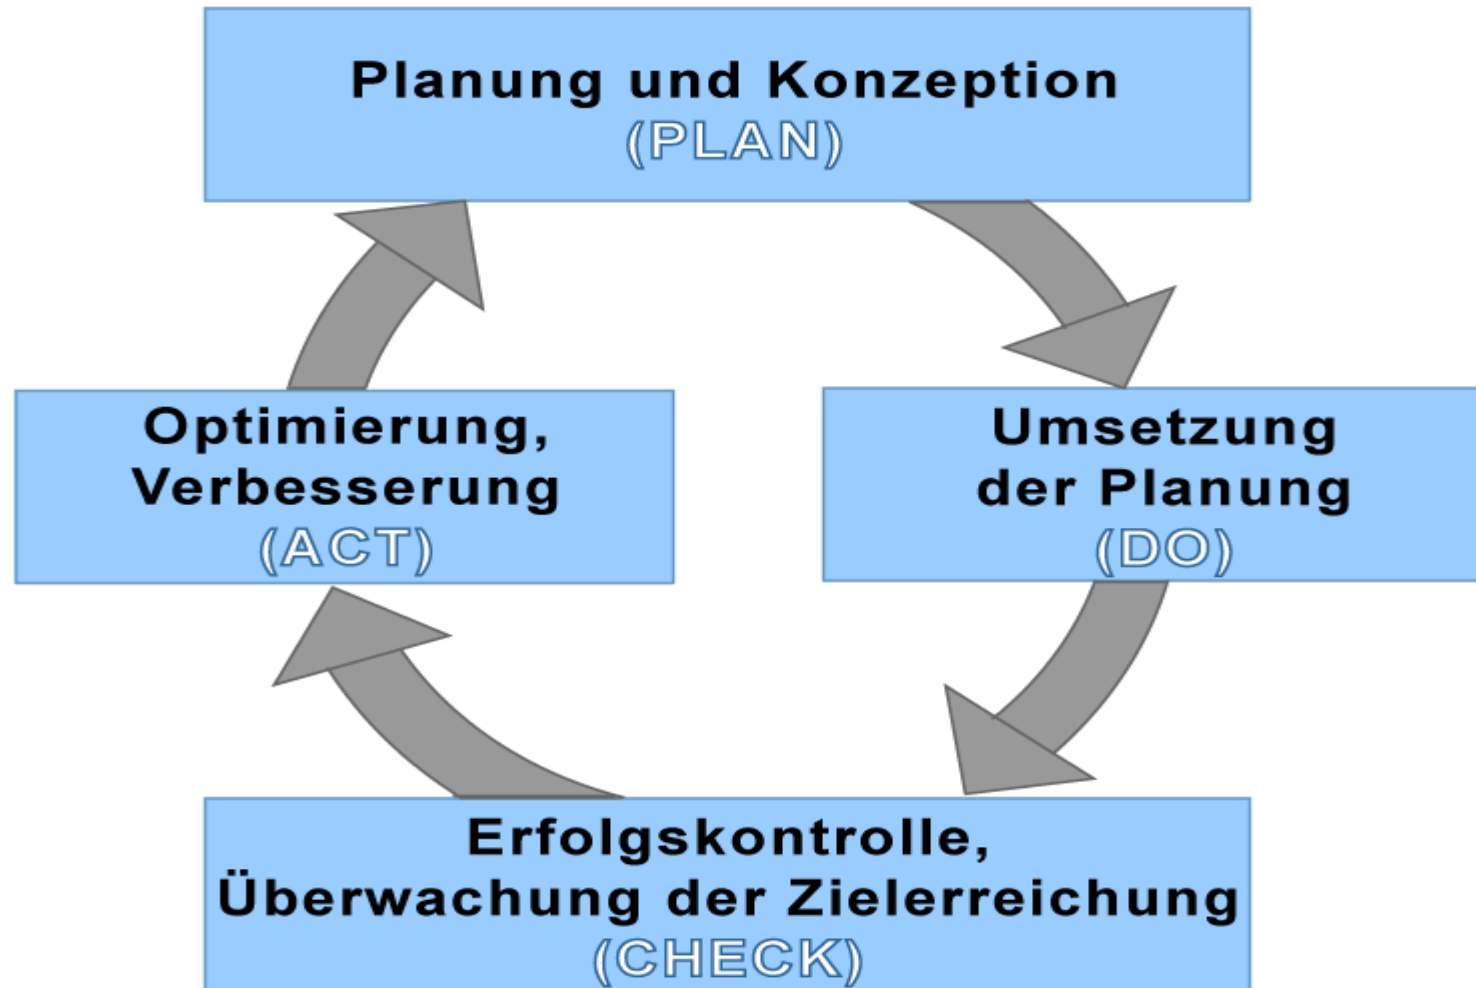 Planung und Konzeption
(PLAN)
Optimierung,
Verbesserung
(ACT)
Umsetzung
der Planung
(DO)
Erfolgskontrolle,
Überwachung der Zielerreichung
(CHECK)